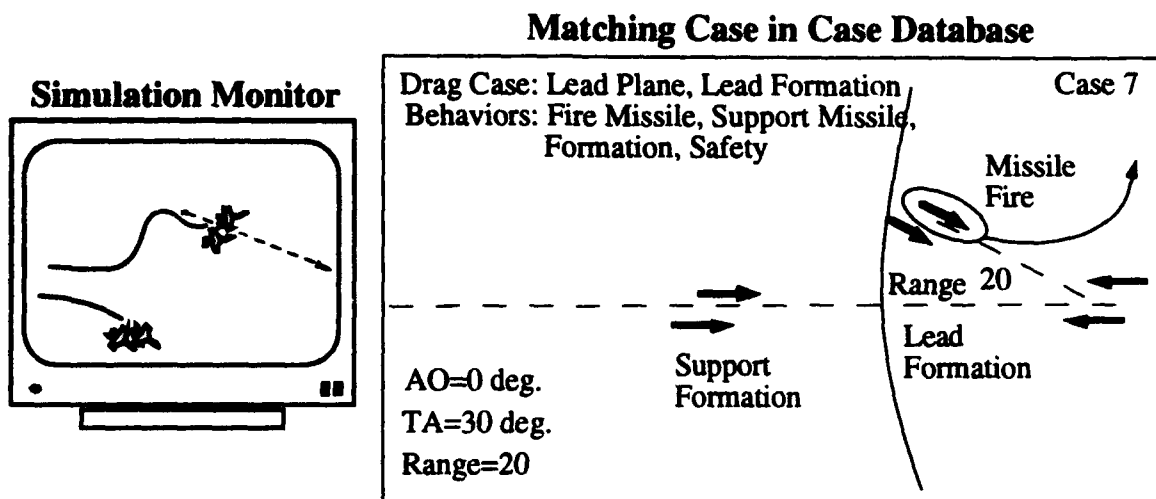 Matching Case in Case Database
Simulation Monitor
Drag Case: Lead Plane, Lead Formation
Case 7
Behaviors: Fire Missile, Support Missile,
Formation, Safety
Missile
Fire
Range 20
Support
Formation
Lead
Formation
AO=0 deg.
TA=30 deg.
Range=20